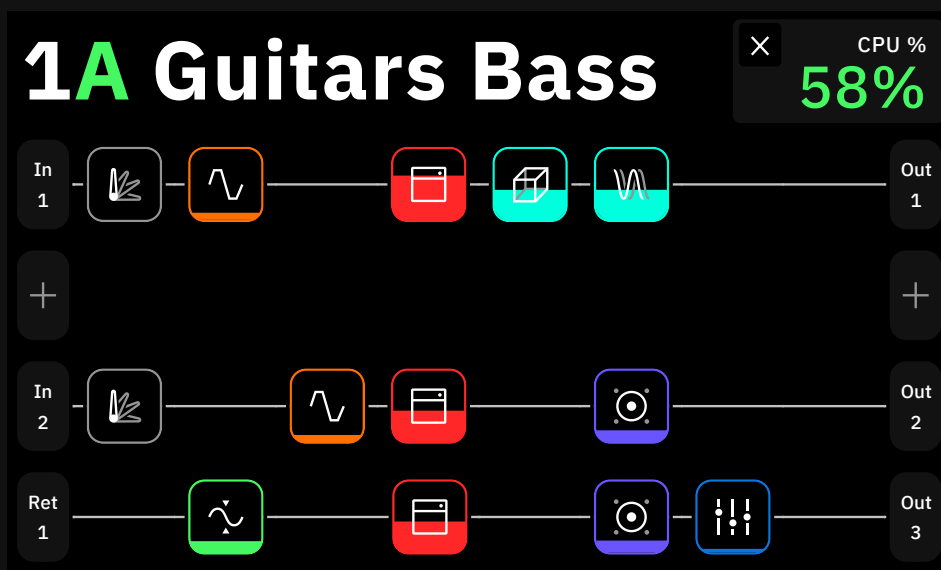 1A Guitars Bass
CPU %
58%
In
1
Out
1
In
2
Out
2
Ret
1
Out
3